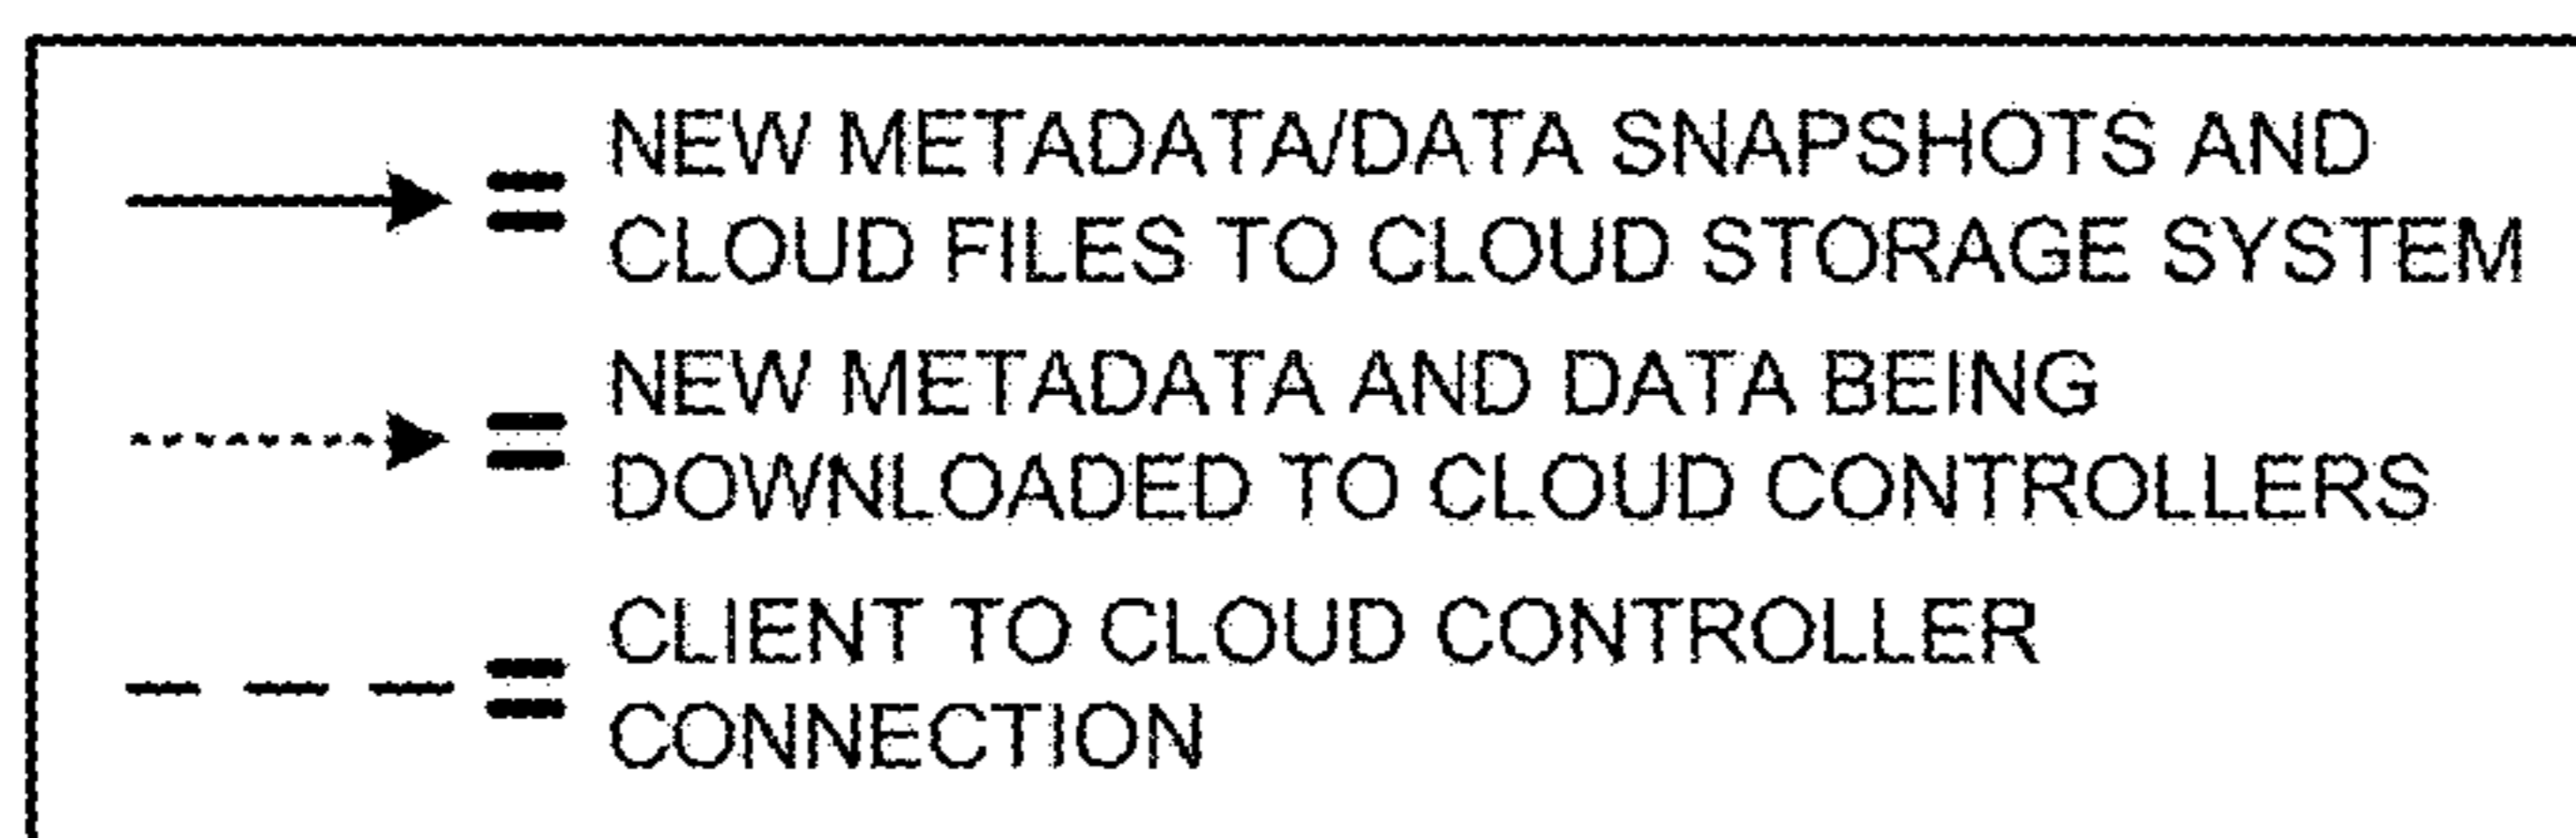 = NEW METADATA/DATA SNAPSHOTS AND
CLOUD FILES TO CLOUD STORAGE SYSTEM
= NEW METADATA AND DATA BEING
DOWNLOADED TO CLOUD CONTROLLERS
= CLIENT TO CLOUD CONTROLLER
CONNECTION